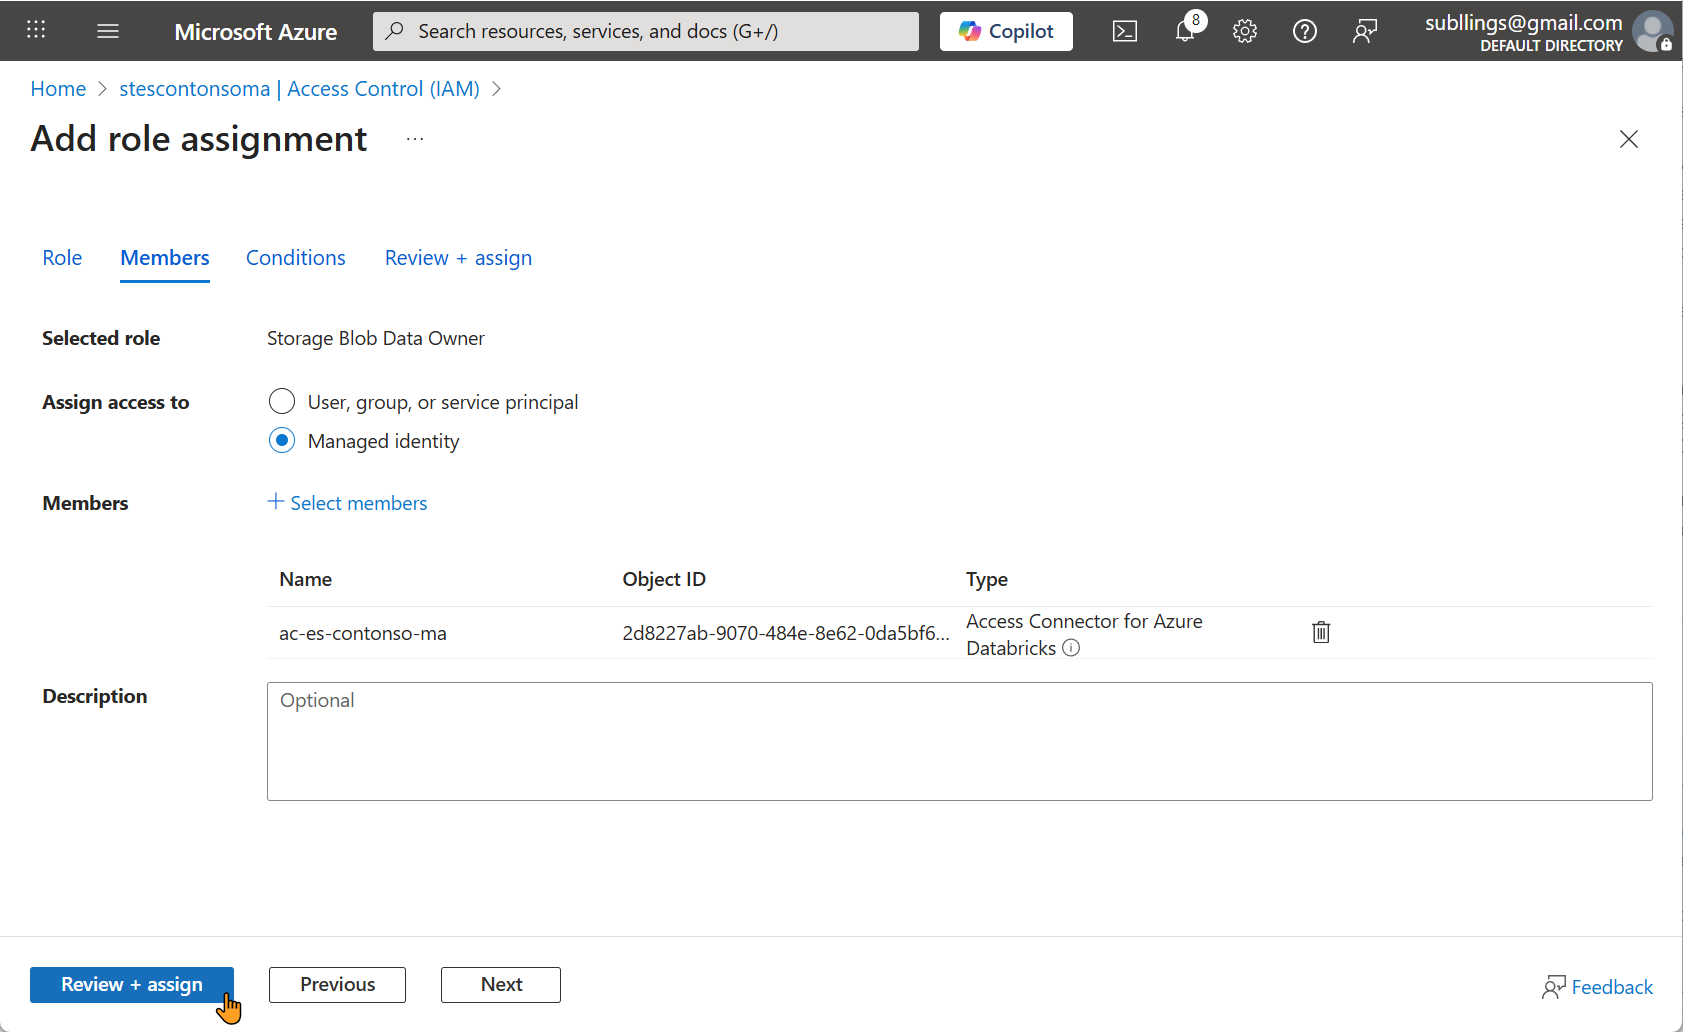 Microsoft Azure
Search resources, services, and docs (G+/)
Copilot
8
subllings@gmail.com
DEFAULT DIRECTORY
Home > stescontonsoma | Access Control (IAM) >
Add role assignment ...
Role Members Conditions Review + assign
Selected role Storage Blob Data Owner
Assign access to User, group, or service principal
Managed identity
Members + Select members
Name Object ID Type
ac-es-contonso-ma 2d8227ab-9070-484e-8e62-0da5bf6... Access Connector for Azure
Databricks
Description Optional
Review + assign Previous Next Feedback